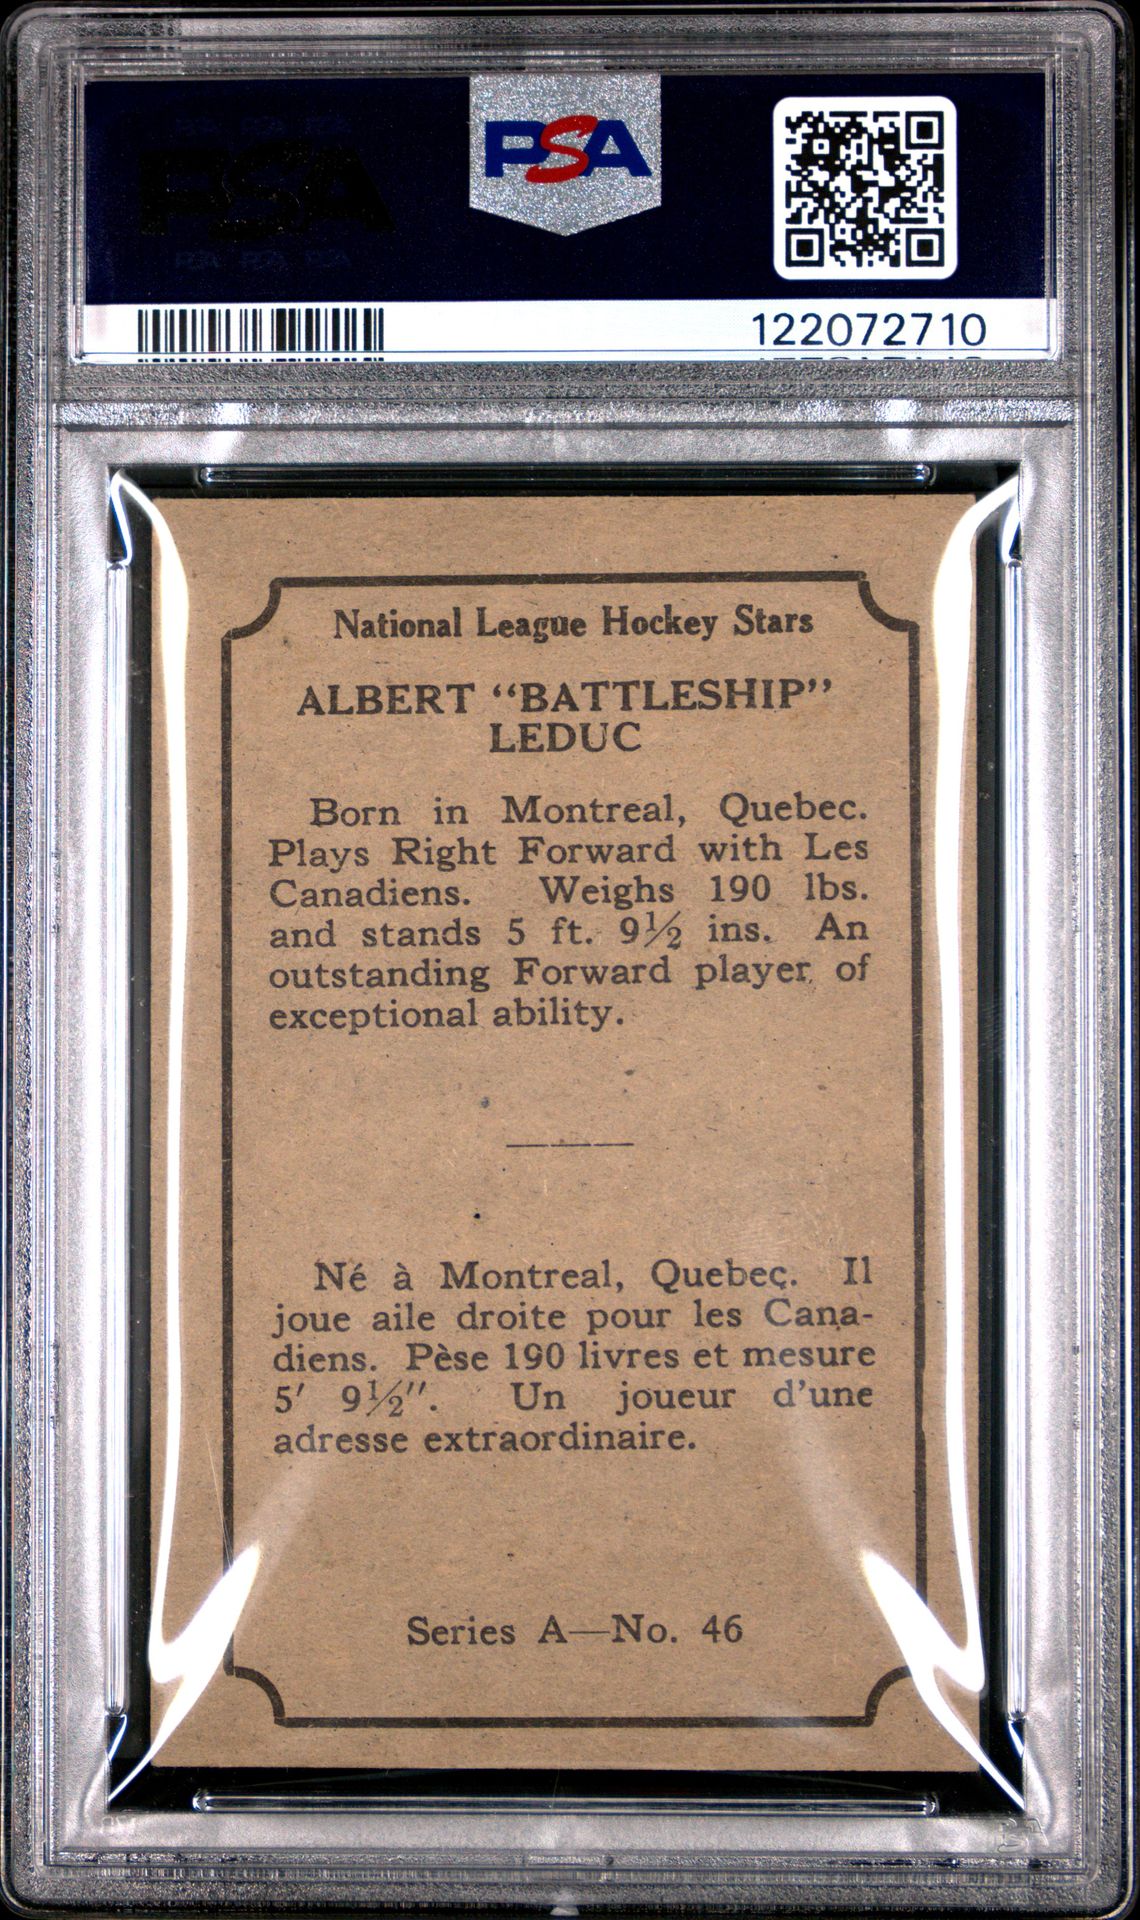 PSA
122072710
National League Hockey Stars
ALBERT “BATTLESHIP”
LEDUC
Born in Montreal, Quebec.
Plays Right Forward with Les
Canadiens. Weighs 190 lbs.
and stands 5 ft. 9½ ins. An
outstanding Forward player of
exceptional ability.
Né à Montreal, Quebec. Il
joue aile droite pour les Cana-
diens. Pèse 190 livres et mesure
5′ 9½″. Un joueur d’une
adresse extraordinaire.
Series A—No. 46